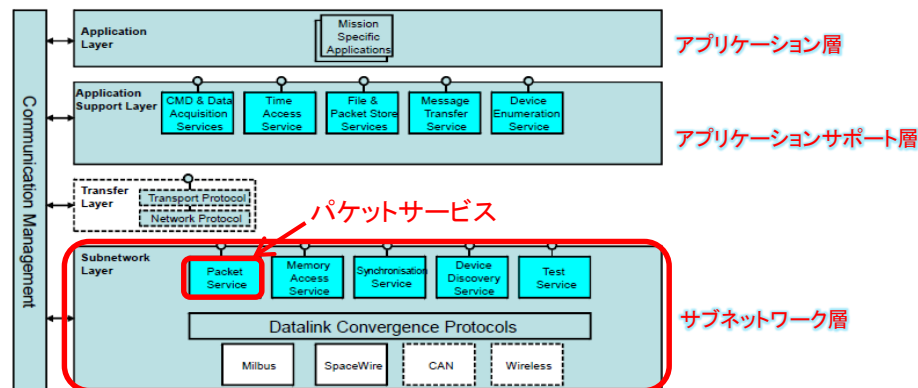 Communication Management
Application
Layer
Mission
Specific
Applications
アプリケーション層
Application
Support Layer
CMD & Data
Acquisition
Services
Time
Access
Service
File &
Packet Store
Services
Message
Transfer
Service
Device
Enumeration
Service
アプリケーションサポート層
Transfer
Layer
Transport Protocol
Network Protocol
パケットサービス
Subnetwork
Layer
Packet
Service
Memory
Access
Service
Synchronisation
Service
Device
Discovery
Service
Test
Service
サブネットワーク層
Datalink Convergence Protocols
Milbus
SpaceWire
CAN
Wireless